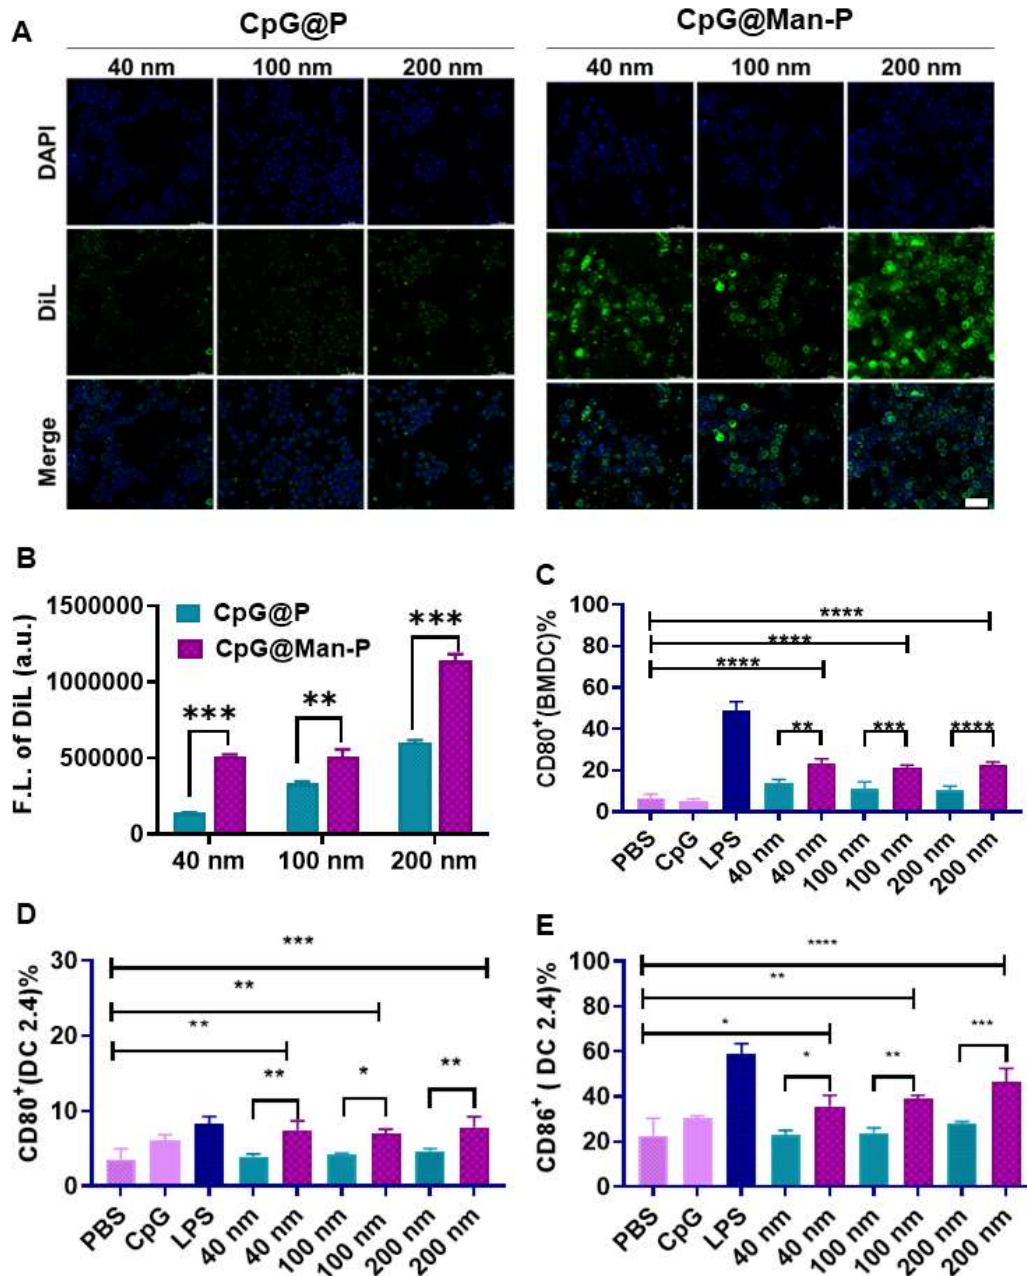 A
CpG@P
CpG@Man-P
40 nm 100 nm 200 nm
40 nm 100 nm 200 nm
DAPI
DiL
Merge
B
F.L. of DiL (a.u.)
1500000
1000000
500000
0
CpG@P
CpG@Man-P
***
**
***
40 nm 100 nm 200 nm
C
CD80+(BMDC)%
100
80
60
40
20
0
****
****
****
** *** ****
PBS CpG LPS 40 nm 40 nm 100 nm 100 nm 200 nm 200 nm
D
CD80+(DC 2.4)%
30
20
10
0
***
**
**
** * **
PBS CpG LPS 40 nm 40 nm 100 nm 100 nm 200 nm 200 nm
E
CD86+ ( DC 2.4)%
100
80
60
40
20
0
****
**
*
* ** ***
PBS CpG LPS 40 nm 40 nm 100 nm 100 nm 200 nm 200 nm